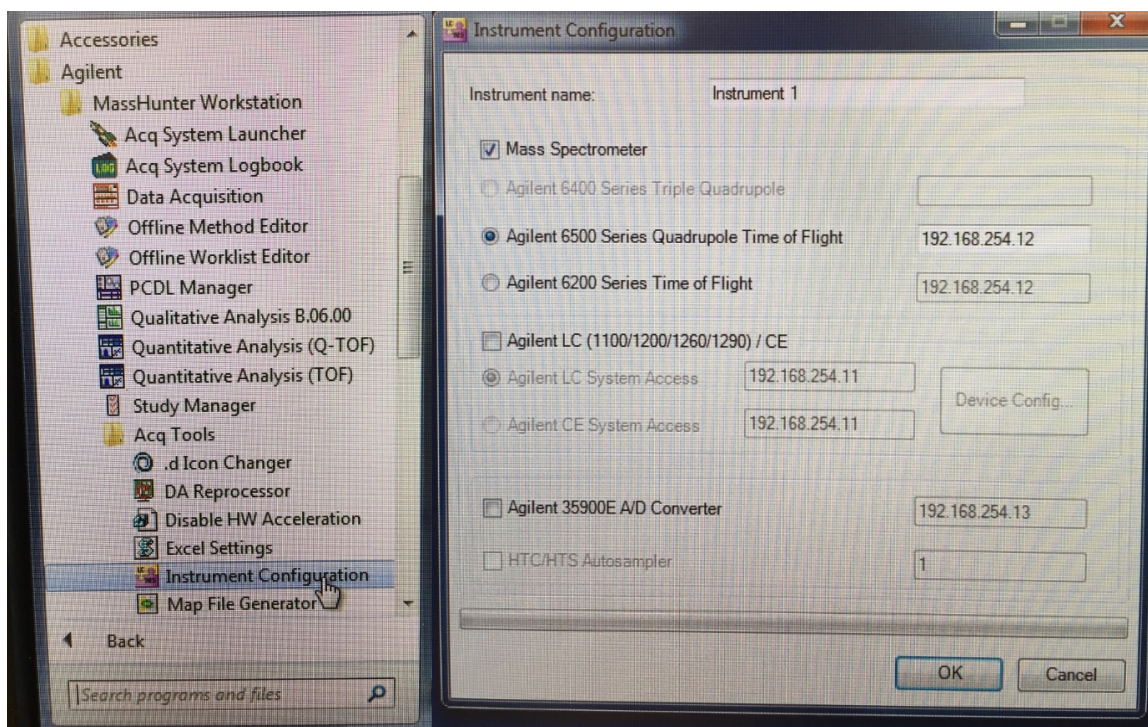 Accessories
Agilent
MassHunter Workstation
Acq System Launcher
Acq System Logbook
Data Acquisition
Offline Method Editor
Offline Worklist Editor
PCDL Manager
Qualitative Analysis B.06.00
Quantitative Analysis (Q-TOF)
Quantitative Analysis (TOF)
Study Manager
Acq Tools
.d Icon Changer
DA Reprocessor
Disable HW Acceleration
Excel Settings
Instrument Configuration
Map File Generator
Back
Search programs and files
Instrument Configuration
Instrument name: Instrument 1
Mass Spectrometer
Agilent 6400 Series Triple Quadrupole
Agilent 6500 Series Quadrupole Time of Flight 192.168.254.12
Agilent 6200 Series Time of Flight 192.168.254.12
Agilent LC (1100/1200/1260/1290) / CE
Agilent LC System Access 192.168.254.11
Device Config...
Agilent CE System Access 192.168.254.11
Agilent 35900E A/D Converter 192.168.254.13
HTC/HTS Autosampler 1
OK Cancel